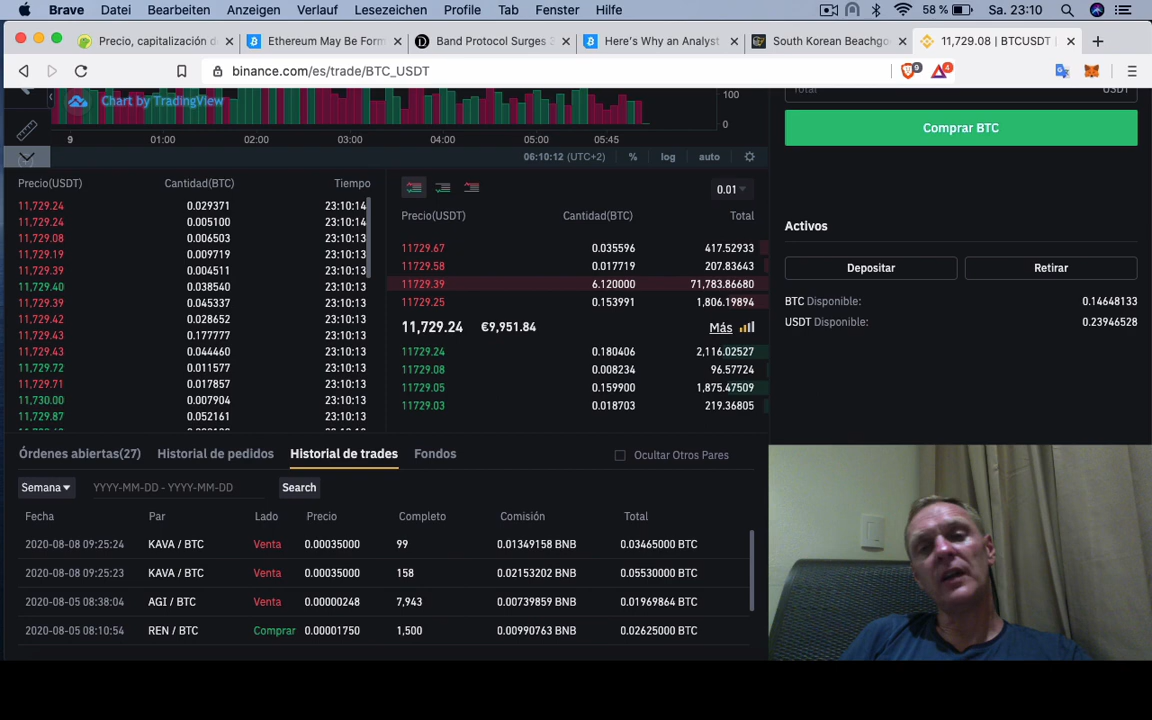 Brave Datei Bearbeiten Anzeigen Verlauf Lesezeichen Profile Tab Fenster Hilfe 58 % Sa. 23:10
Precio, capitalización d Ethereum May Be Form Band Protocol Surges Here's Why an Analyst South Korean Beachgo 11,729.08 | BTCUSDT |
binance.com/es/trade/BTC_USDT 9 4
Chart by TradingView 100 Total USDT
0 Comprar BTC
9 01:00 02:00 03:00 04:00 05:00 05:45
06:10:12 (UTC+2) % log auto
Precio(USDT) Cantidad(BTC) Tiempo
11,729.24 0.029371 23:10:14
11,729.24 0.005100 23:10:14
11,729.08 0.006503 23:10:13
11,729.19 0.009719 23:10:13
11,729.39 0.004511 23:10:13
11,729.40 0.038540 23:10:13
11,729.39 0.045337 23:10:13
11,729.42 0.028652 23:10:13
11,729.43 0.177777 23:10:13
11,729.43 0.044460 23:10:13
11,729.72 0.011577 23:10:13
11,729.71 0.017857 23:10:13
11,730.00 0.007904 23:10:13
11,729.87 0.052161 23:10:13
0.01
Precio(USDT) Cantidad(BTC) Total
11729.67 0.035596 417.52933
11729.58 0.017719 207.83643
11729.39 6.120000 71,783.86680
11729.25 0.153991 1,806.19894
11,729.24 €9,951.84 Más
11729.24 0.180406 2,116.02527
11729.08 0.008234 96.57724
11729.05 0.159900 1,875.47509
11729.03 0.018703 219.36805
Activos
Depositar Retirar
BTC Disponible: 0.14648133
USDT Disponible: 0.23946528
Órdenes abiertas(27) Historial de pedidos Historial de trades Fondos Ocultar Otros Pares
Semana YYYY-MM-DD - YYYY-MM-DD Search
Fecha Par Lado Precio Completo Comisión Total
2020-08-08 09:25:24 KAVA / BTC Venta 0.00035000 99 0.01349158 BNB 0.03465000 BTC
2020-08-08 09:25:23 KAVA / BTC Venta 0.00035000 158 0.02153202 BNB 0.05530000 BTC
2020-08-05 08:38:04 AGI / BTC Venta 0.00000248 7,943 0.00739859 BNB 0.01969864 BTC
2020-08-05 08:10:54 REN / BTC Comprar 0.00001750 1,500 0.00990763 BNB 0.02625000 BTC